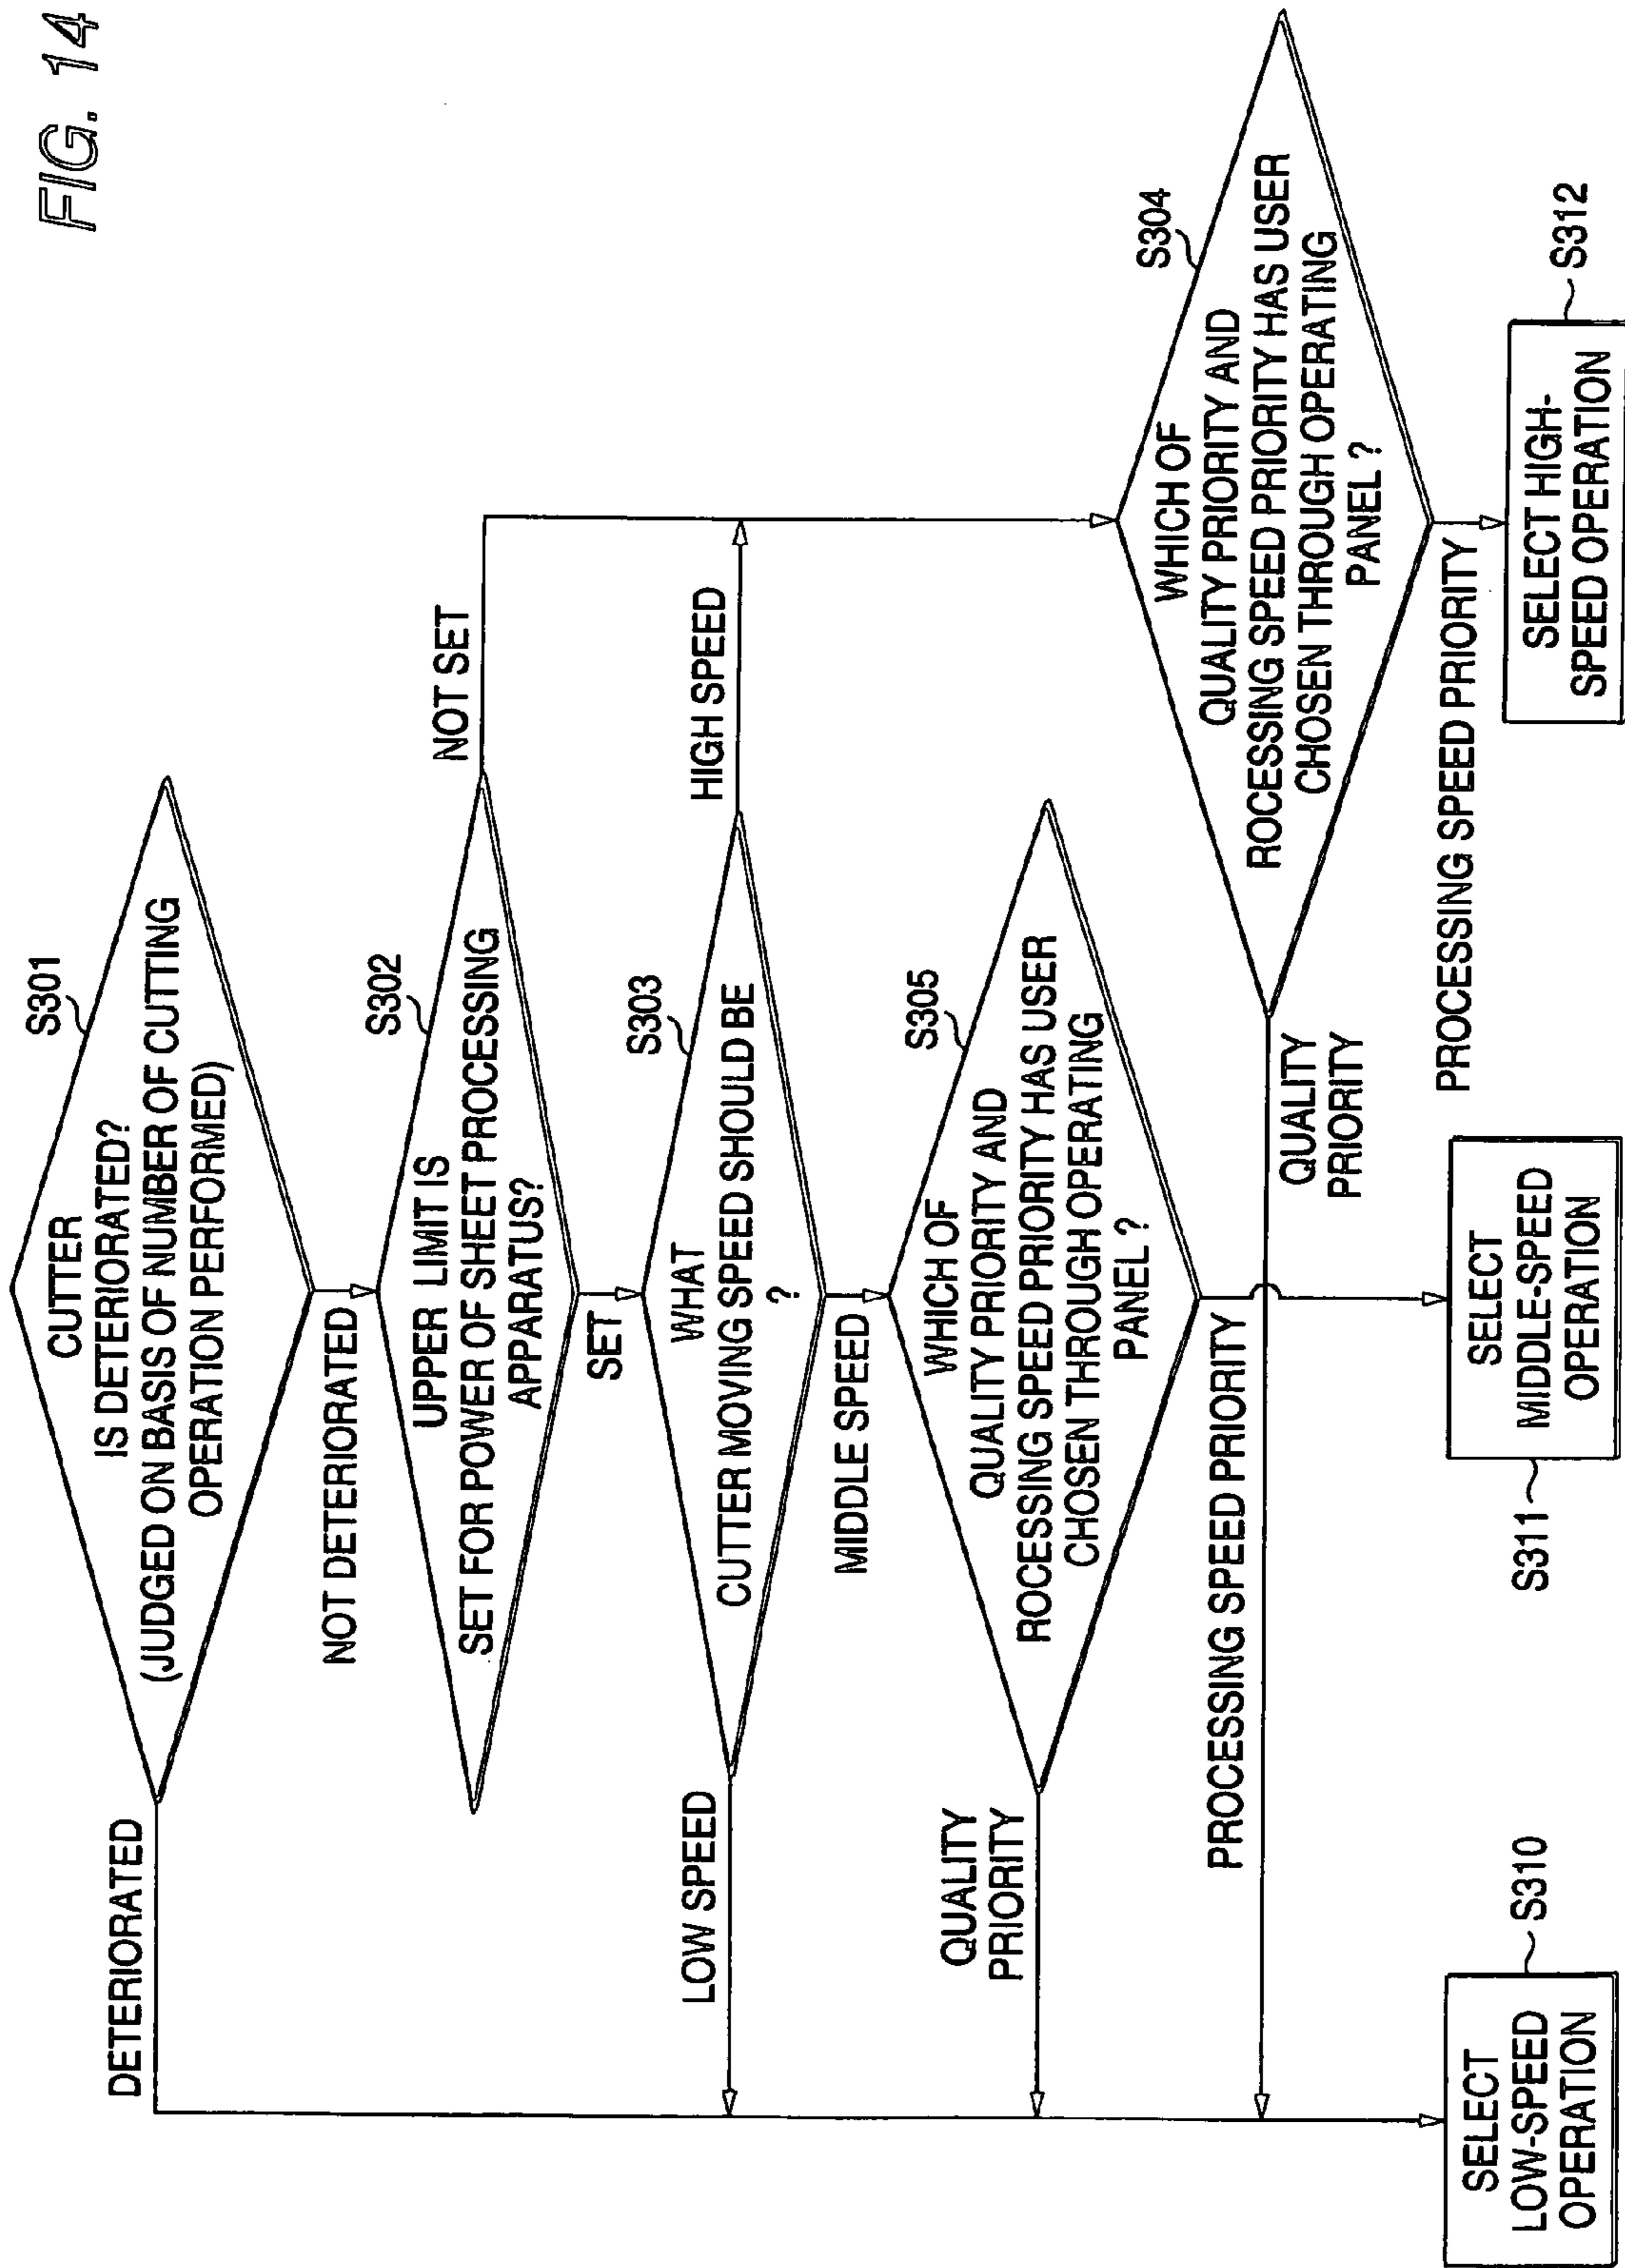 FIG. 14
S301
CUTTER
IS DETERIORATED?
(JUDGED ON BASIS OF NUMBER OF CUTTING
OPERATION PERFORMED)
DETERIORATED
NOT DETERIORATED
S302
UPPER LIMIT IS
SET FOR POWER OF SHEET PROCESSING
APPARATUS?
NOT SET
SET
S303
WHAT
CUTTER MOVING SPEED SHOULD BE
?
LOW SPEED
HIGH SPEED
MIDDLE SPEED
S305
WHICH OF
QUALITY PRIORITY AND
ROCESSING SPEED PRIORITY HAS USER
CHOSEN THROUGH OPERATING
PANEL ?
QUALITY
PRIORITY
PROCESSING SPEED PRIORITY
S304
WHICH OF
QUALITY PRIORITY AND
ROCESSING SPEED PRIORITY HAS USER
CHOSEN THROUGH OPERATING
PANEL ?
QUALITY
PRIORITY
PROCESSING SPEED PRIORITY
SELECT
LOW-SPEED
OPERATION
S310
S311
SELECT
MIDDLE-SPEED
OPERATION
S312
SELECT HIGH-
SPEED OPERATION